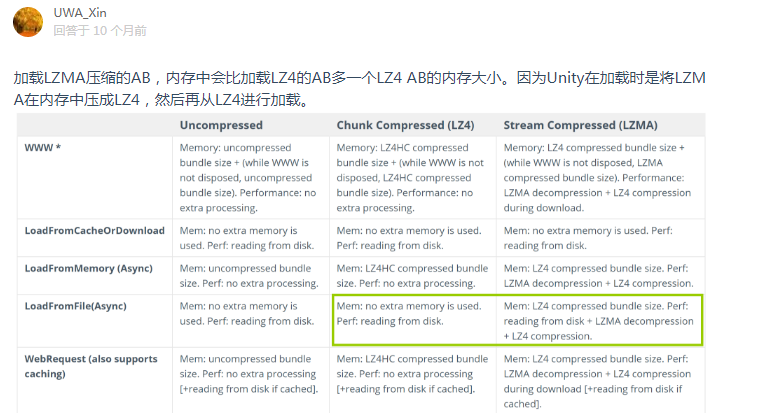 UWA_Xin
回答于 10 个月前
加载LZMA压缩的AB，内存中会比加载LZ4的AB多一个LZ4 AB的内存大小。因为Unity在加载时是将LZM
A在内存中压成LZ4，然后再从LZ4进行加载。
Uncompressed Chunk Compressed (LZ4) Stream Compressed (LZMA)
WWW * Memory: uncompressed Memory: LZ4HC compressed Memory: LZ4 compressed bundle size +
bundle size + (while WWW is bundle size + (while WWW is (while WWW is not disposed, LZMA
not disposed, uncompressed not disposed, LZ4HC compressed bundle size). Performance:
bundle size). Performance: no compressed bundle size). LZMA decompression + LZ4 compression
extra processing. Performance: no extra during download.
processing.
LoadFromCacheOrDownload Mem: no extra memory is Mem: no extra memory is used. Mem: no extra memory is used. Perf:
used. Perf: reading from disk. Perf: reading from disk. reading from disk.
LoadFromMemory (Async) Mem: uncompressed bundle Mem: LZ4HC compressed bundle Mem: LZ4 compressed bundle size. Perf:
size. Perf: no extra processing. size. Perf: no extra processing. LZMA decompression + LZ4 compression.
LoadFromFile(Async) Mem: no extra memory is Mem: no extra memory is used. Mem: LZ4 compressed bundle size. Perf:
used. Perf: reading from disk. Perf: reading from disk. reading from disk + LZMA decompression
+ LZ4 compression.
WebRequest (also supports Mem: uncompressed bundle Mem: LZ4HC compressed bundle Mem: LZ4 compressed bundle size. Perf:
caching) size. Perf: no extra processing size. Perf: no extra processing LZMA decompression + LZ4 compression
[+reading from disk if cached]. [+reading from disk if cached]. during download [+reading from disk if
cached].